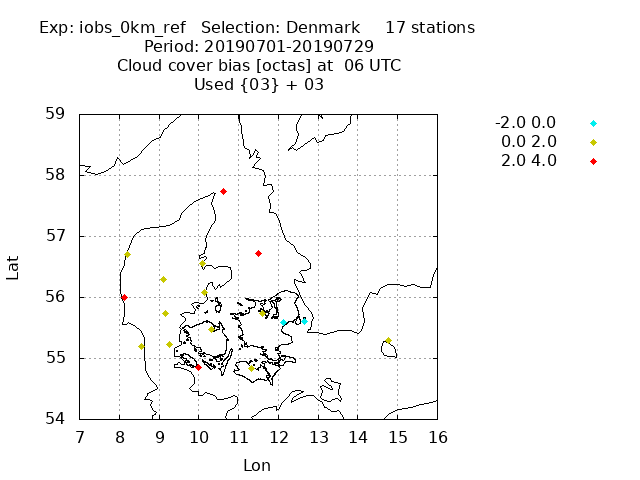 Exp: iobs_0km_ref   Selection: Denmark     17 stations
Period: 20190701-20190729
Cloud cover bias [octas] at  06 UTC
Used {03} + 03
-2.0 0.0
0.0 2.0
2.0 4.0
Lat
59
58
57
56
55
54
7 8 9 10 11 12 13 14 15 16
Lon